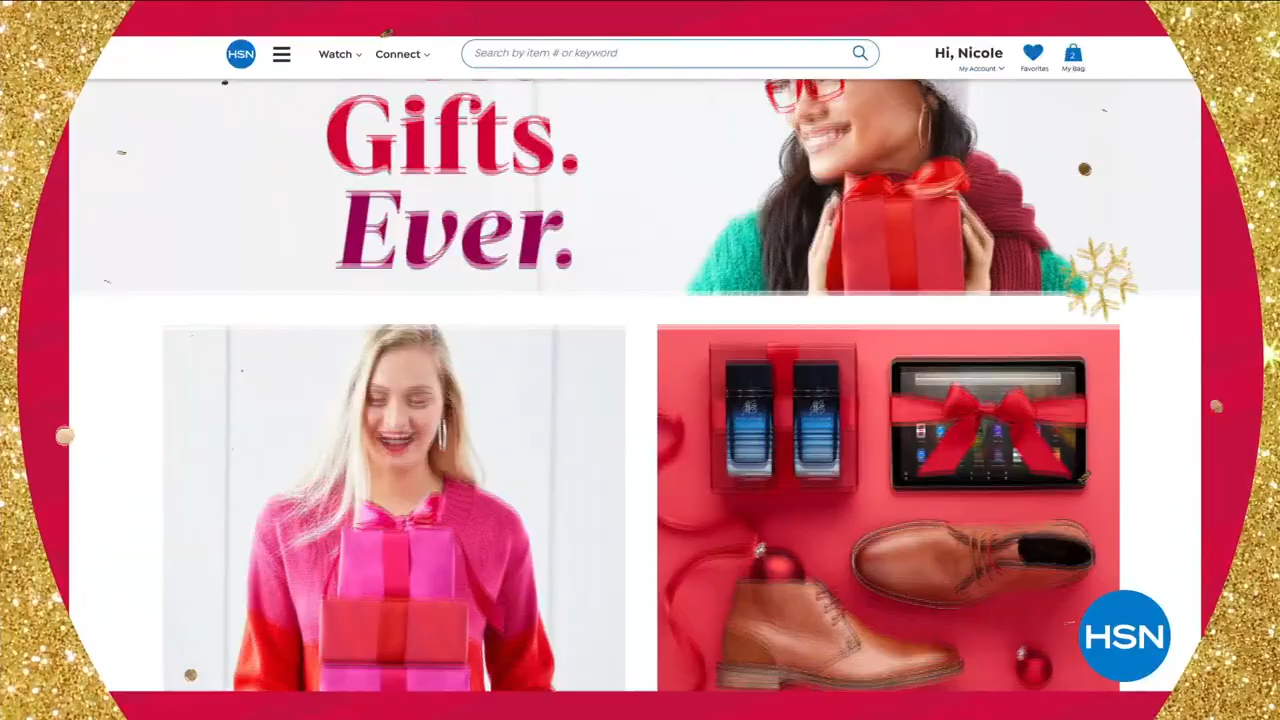 HSN
Watch
Connect
Search by item # or keyword
Hi, Nicole
My Account
Favorites
2
My Bag
Gifts.
Ever.
HSN